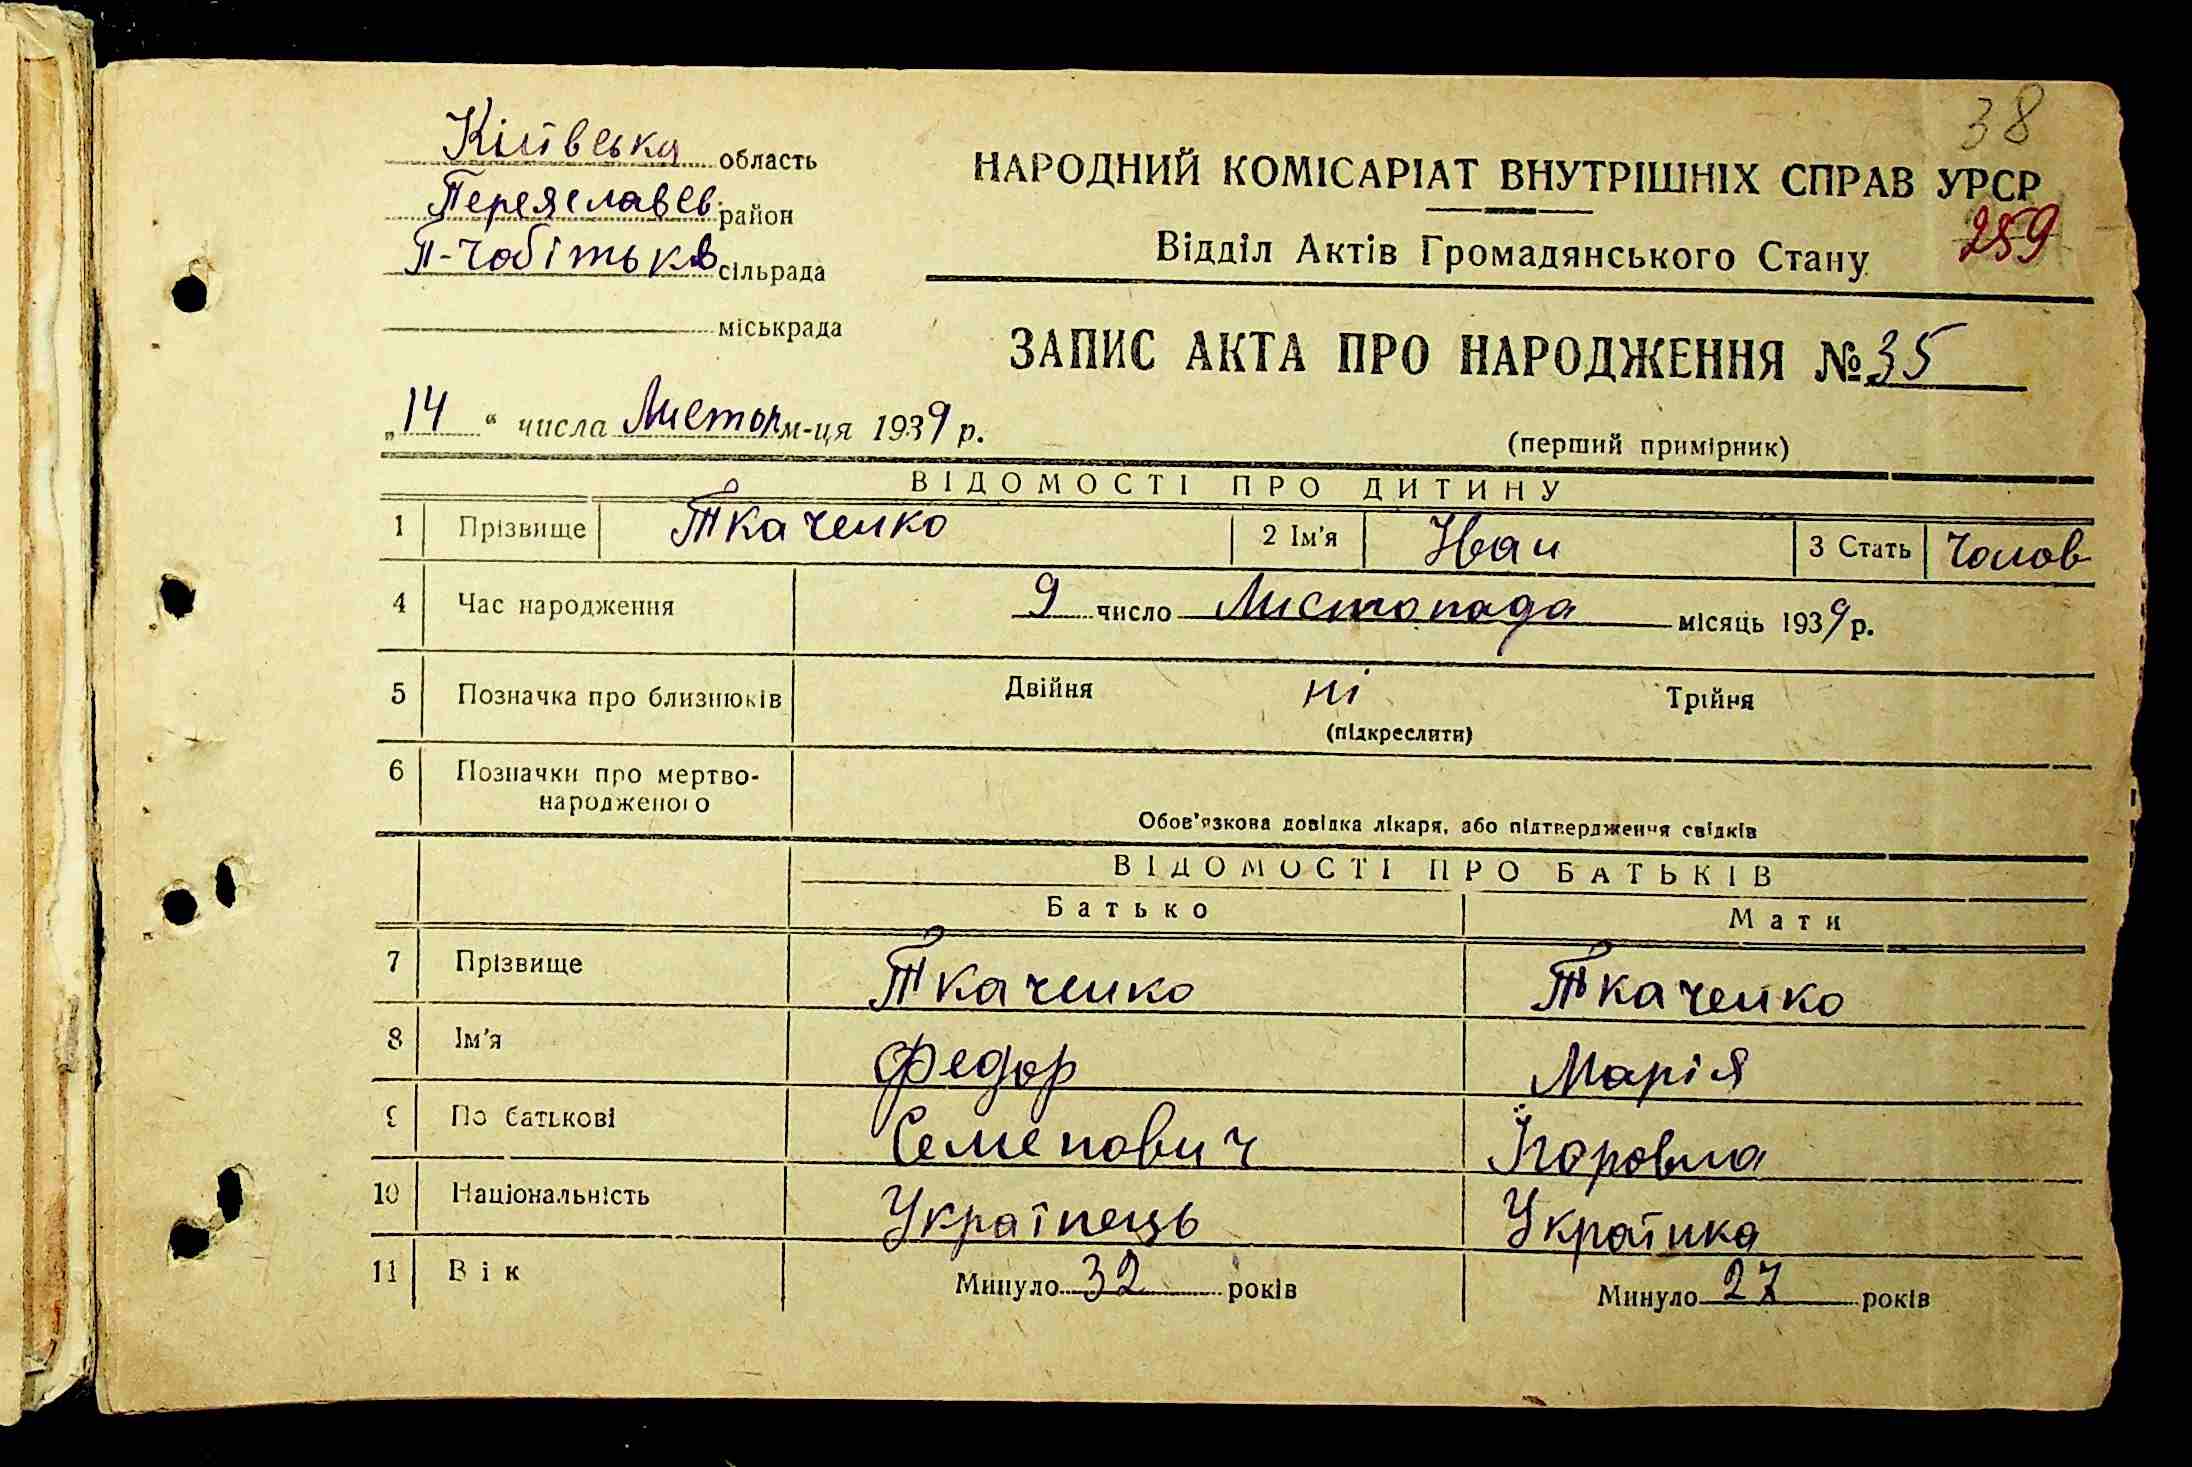 38
Київська область
Переяславсв. район
П-Чобітьків сільрада
міськрада
НАРОДНИЙ КОМІСАРІАТ ВНУТРІШНІХ СПРАВ УРСР
259
Відділ Актів Громадянського Стану
ЗАПИС АКТА ПРО НАРОДЖЕННЯ № 35
„14“ числа Листоп м-ця 1939 р.
(перший примірник)
ВІДОМОСТІ ПРО ДИТИНУ
1 Прізвище Ткаченко 2 Ім'я Иван 3 Стать Чолов
4 Час народження 9 число Листопада місяць 1939 р.
5 Позначка про близнюків Двійня ні Трійня
(підкреслити)
6 Позначки про мертво-
народженого
Обов'язкова довідка лікаря, або підтвердження свідків
ВІДОМОСТІ ПРО БАТЬКІВ
Батько Мати
7 Прізвище Ткаченко Ткаченко
8 Ім'я Федор Марія
9 По батькові Семенович Їгоровна
10 Національність Українець Українка
11 Вік Минуло 32 років Минуло 27 років